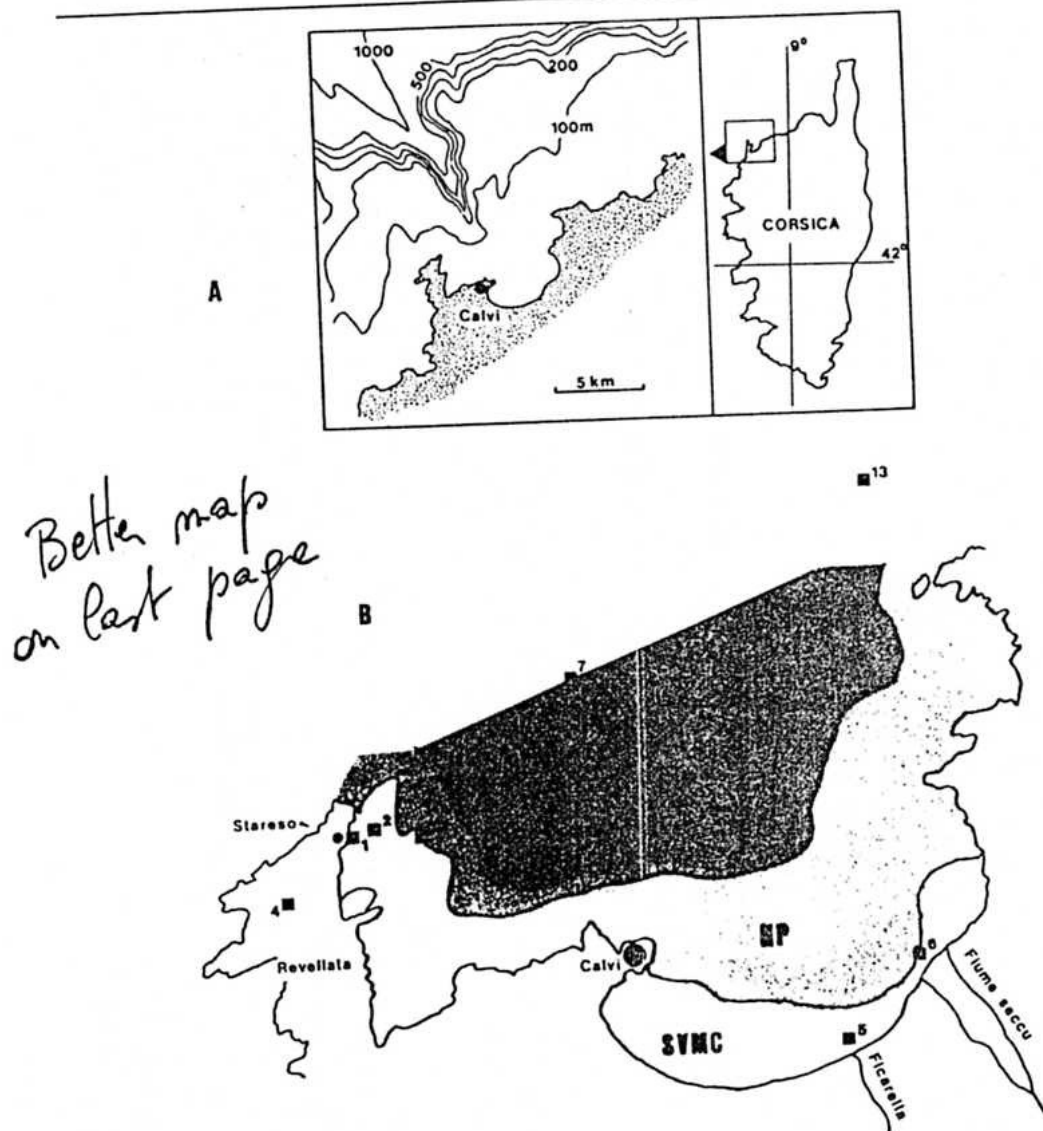 1000
500
200
100m
Calvi
5 km
9°
CORSICA
42°
A
Better map
on last page
B
13
7
Stareso
1
2
4
Revellata
Calvi
HP
6
SVMC
5
Fiume seccu
Ficarella